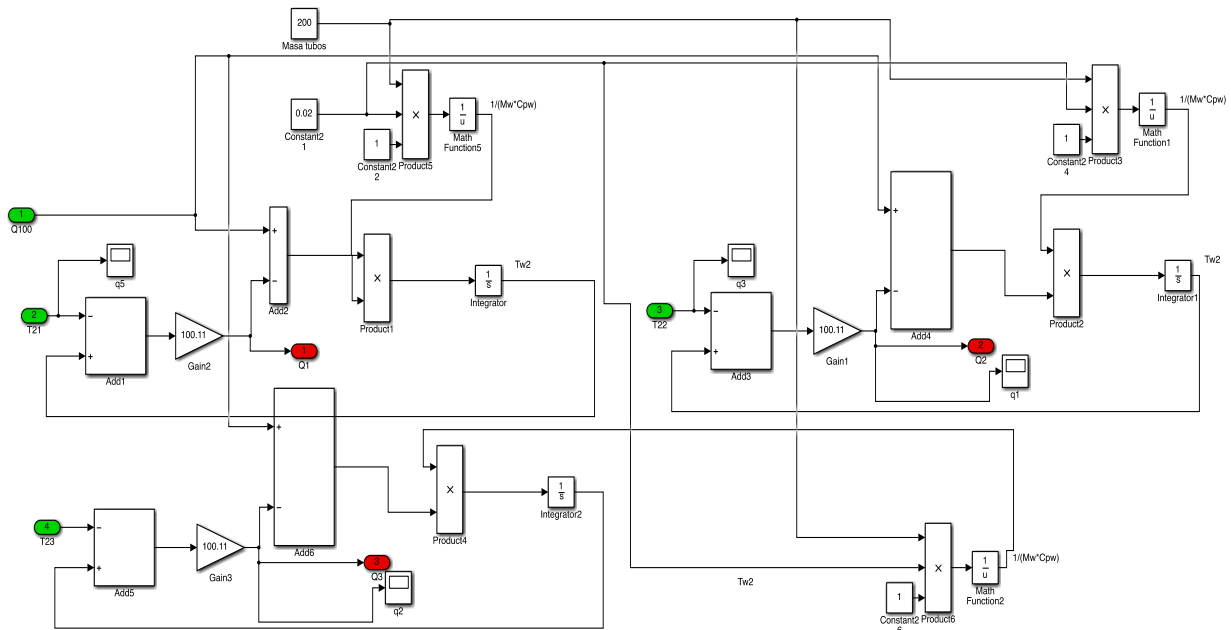 200
Masa tubos
0.02
Constant2
1
1
Constant2
2
×
Product5
1
u
Math
Function5
1/(Mw*Cpw)
×
Product3
1
Constant2
4
1
u
Math
Function1
1/(Mw*Cpw)
1
Q100
+
−
Add2
×
Product1
1
s
Integrator
Tw2
q5
2
T21
−
+
Add1
100.11
Gain2
1
Q1
+
−
Add4
×
Product2
1
s
Integrator1
Tw2
q3
3
T22
−
+
Add3
100.11
Gain1
2
Q2
q1
+
−
Add6
×
Product4
1
s
Integrator2
4
T23
−
+
Add5
100.11
Gain3
3
Q3
q2
Tw2
×
Product6
1
Constant2
1
u
Math
Function2
1/(Mw*Cpw)